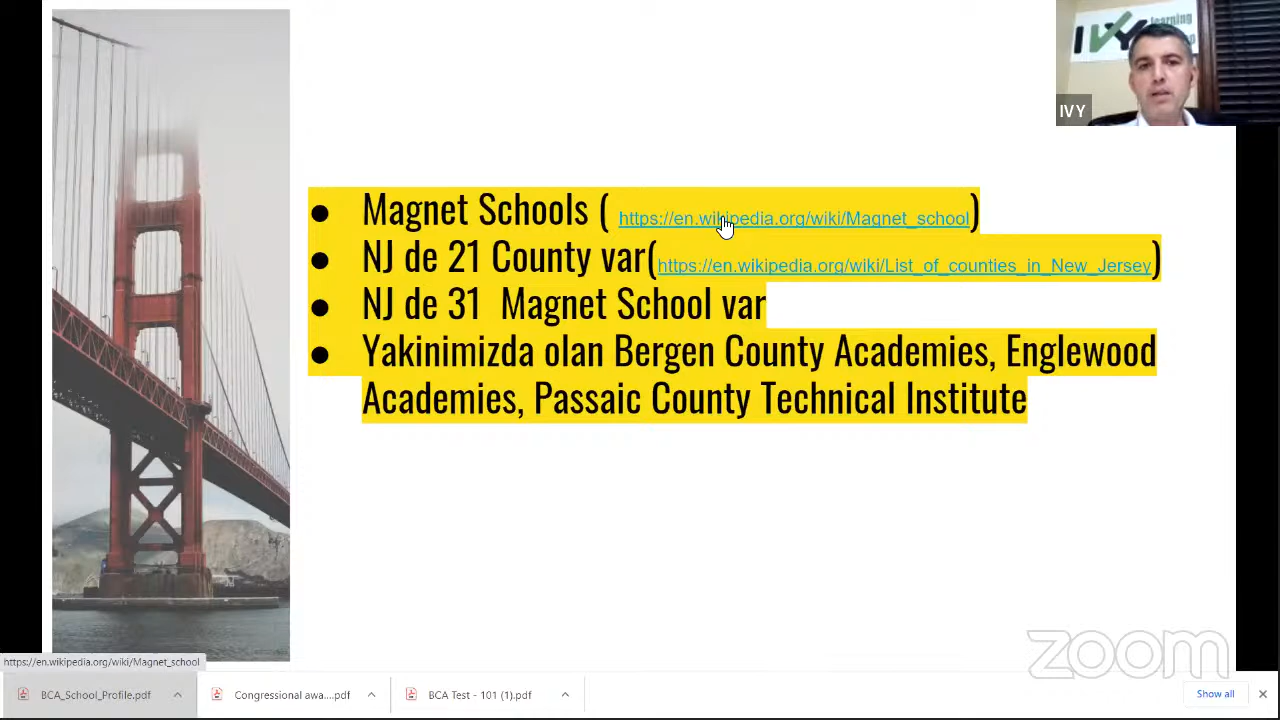 IVY learning
IVY
● Magnet Schools ( https://en.wikipedia.org/wiki/Magnet_school)
● NJ de 21 County var(https://en.wikipedia.org/wiki/List_of_counties_in_New_Jersey)
● NJ de 31 Magnet School var
● Yakinimizda olan Bergen County Academies, Englewood
Academies, Passaic County Technical Institute
zoom
https://en.wikipedia.org/wiki/Magnet_school
BCA_School_Profile.pdf
Congressional awa....pdf
BCA Test - 101 (1).pdf
Show all